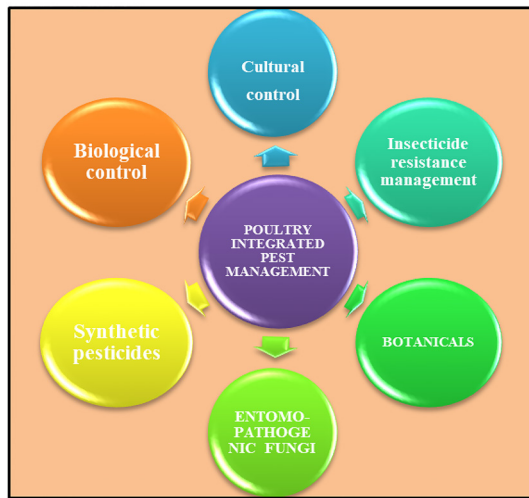 Cultural
control
Insecticide
resistance
management
BOTANICALS
ENTOMO-
PATHOGE
NIC FUNGI
Synthetic
pesticides
Biological
control
POULTRY
INTEGRATED
PEST
MANAGEMENT